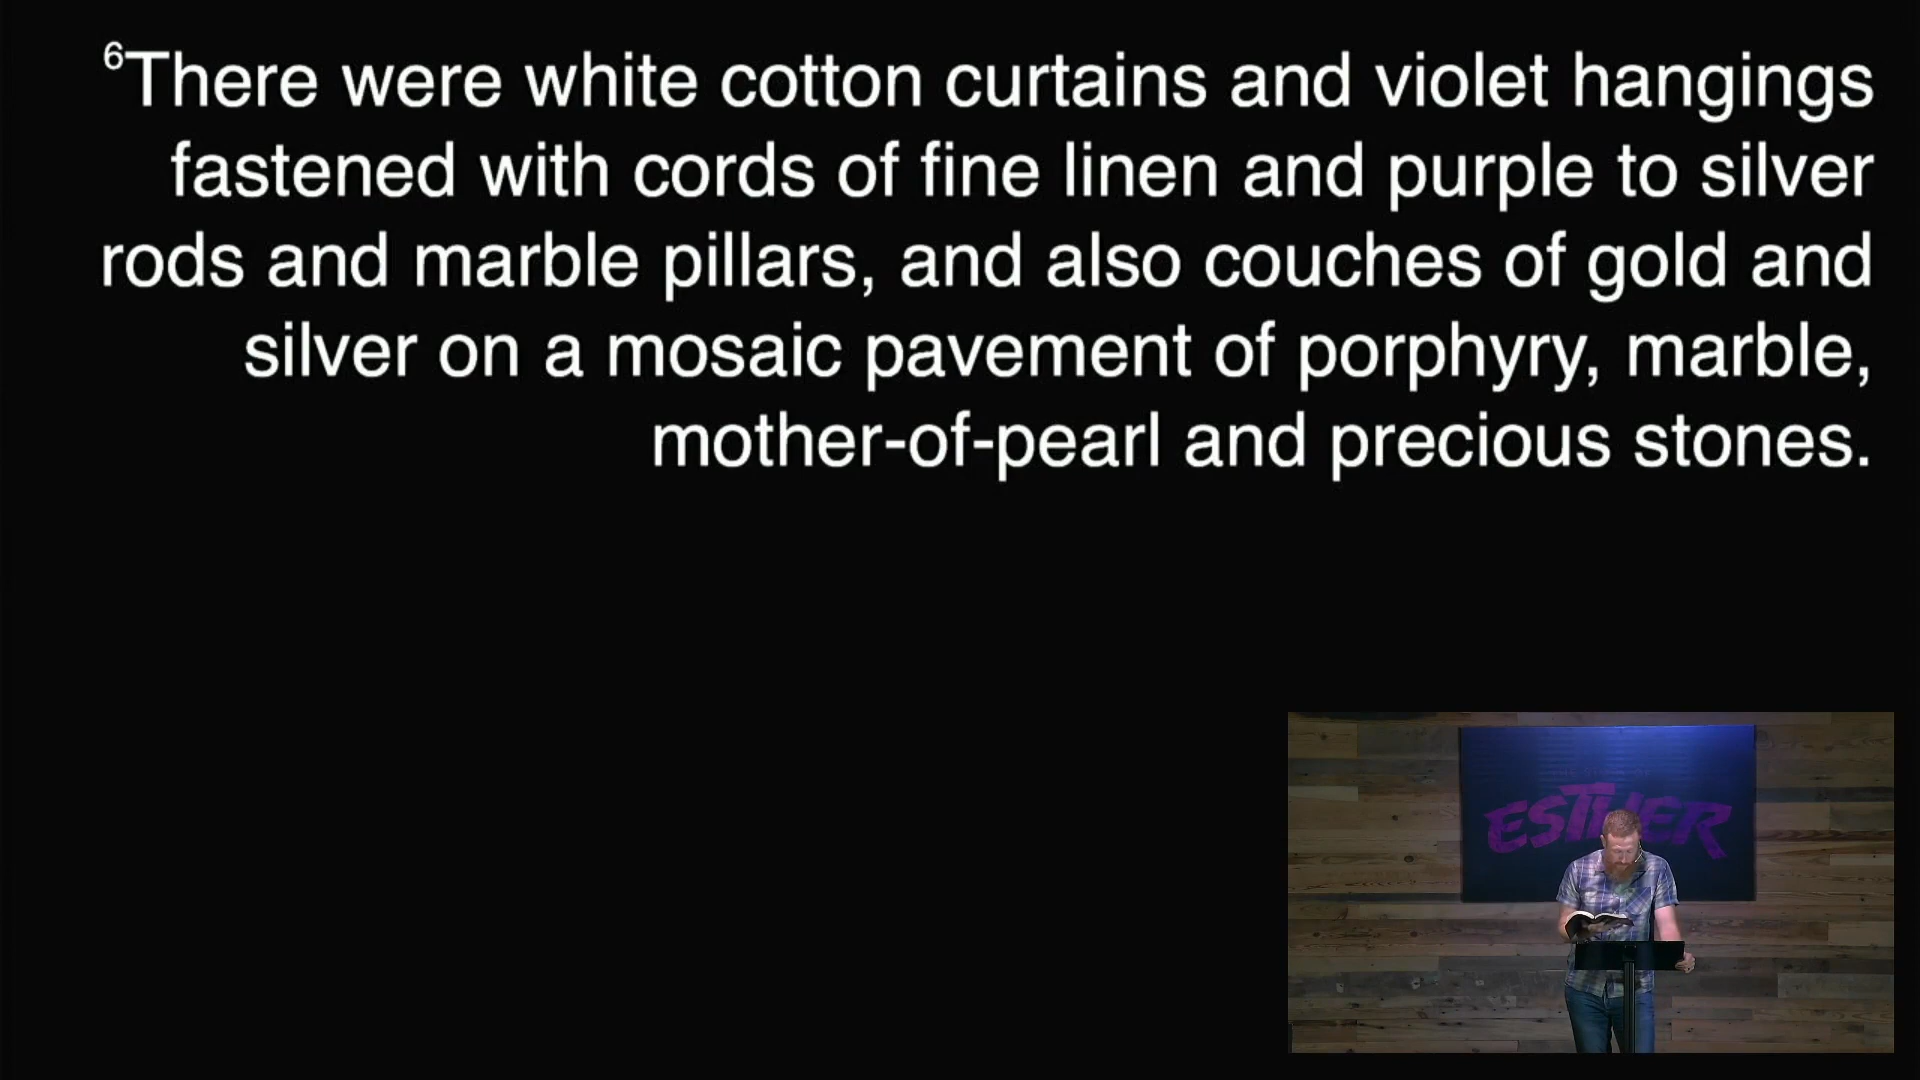 ⁶There were white cotton curtains and violet hangings
fastened with cords of fine linen and purple to silver
rods and marble pillars, and also couches of gold and
silver on a mosaic pavement of porphyry, marble,
mother-of-pearl and precious stones.
ESTHER